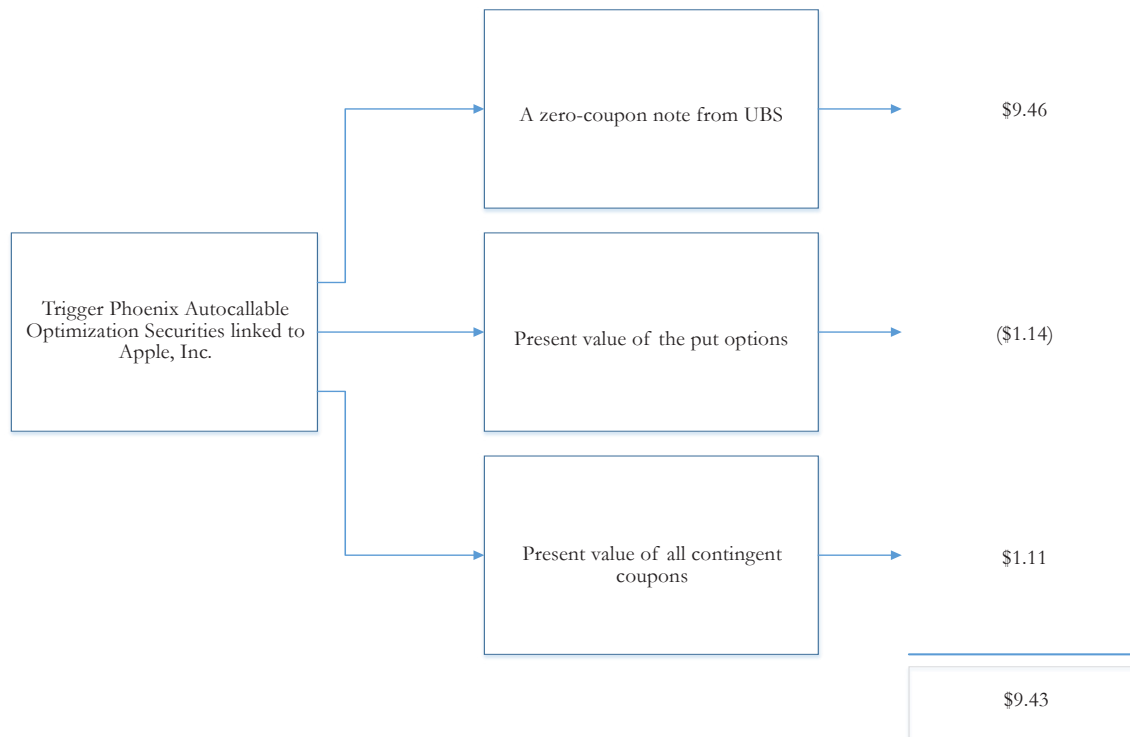 A zero-coupon note from UBS
$9.46
Trigger Phoenix Autocallable
Optimization Securities linked to
Apple, Inc.
Present value of the put options
($1.14)
Present value of all contingent
coupons
$1.11
$9.43